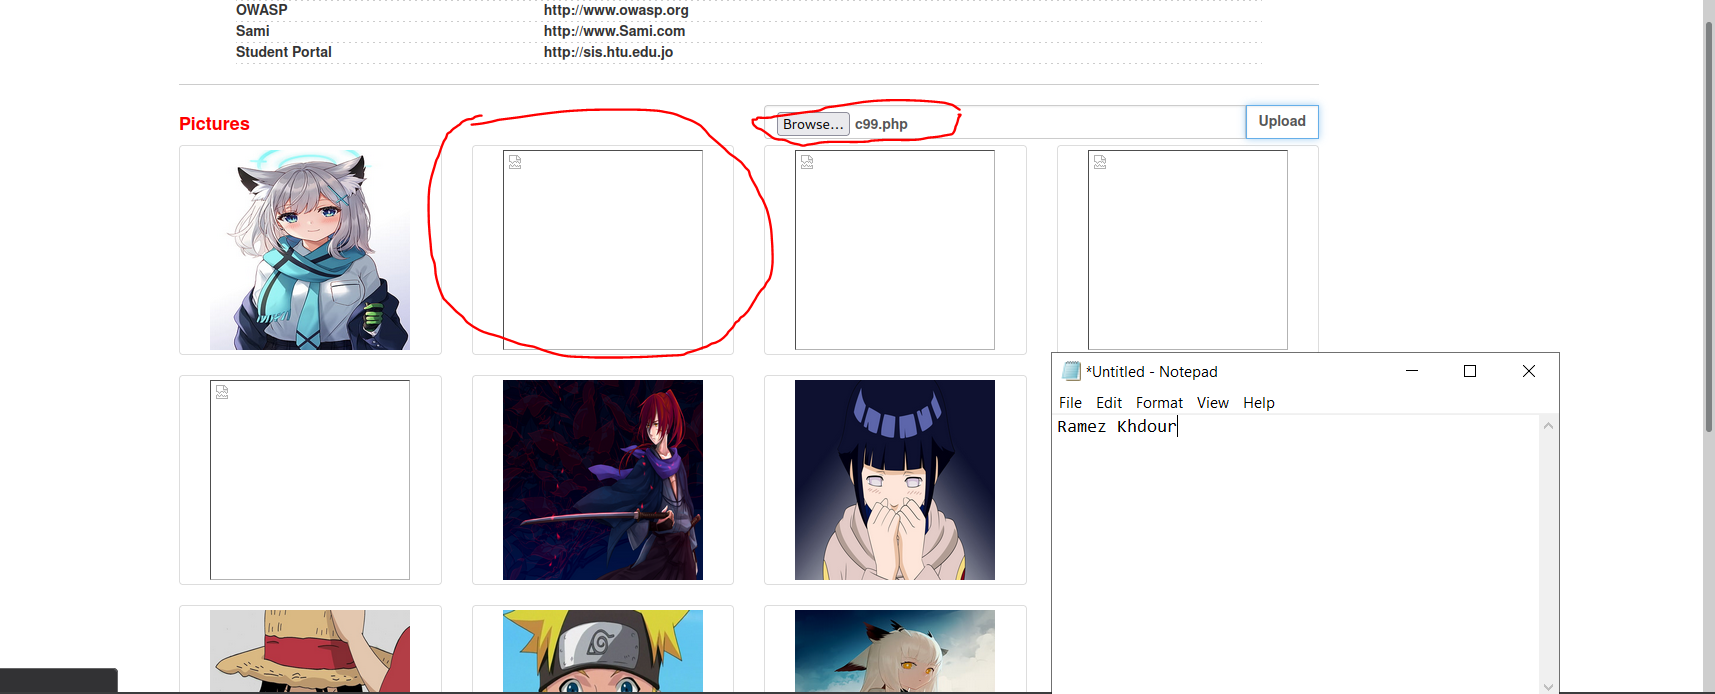 OWASP http://www.owasp.org
Sami http://www.Sami.com
Student Portal http://sis.htu.edu.jo
Pictures
Browse... c99.php
Upload
*Untitled - Notepad
File Edit Format View Help
Ramez Khdour